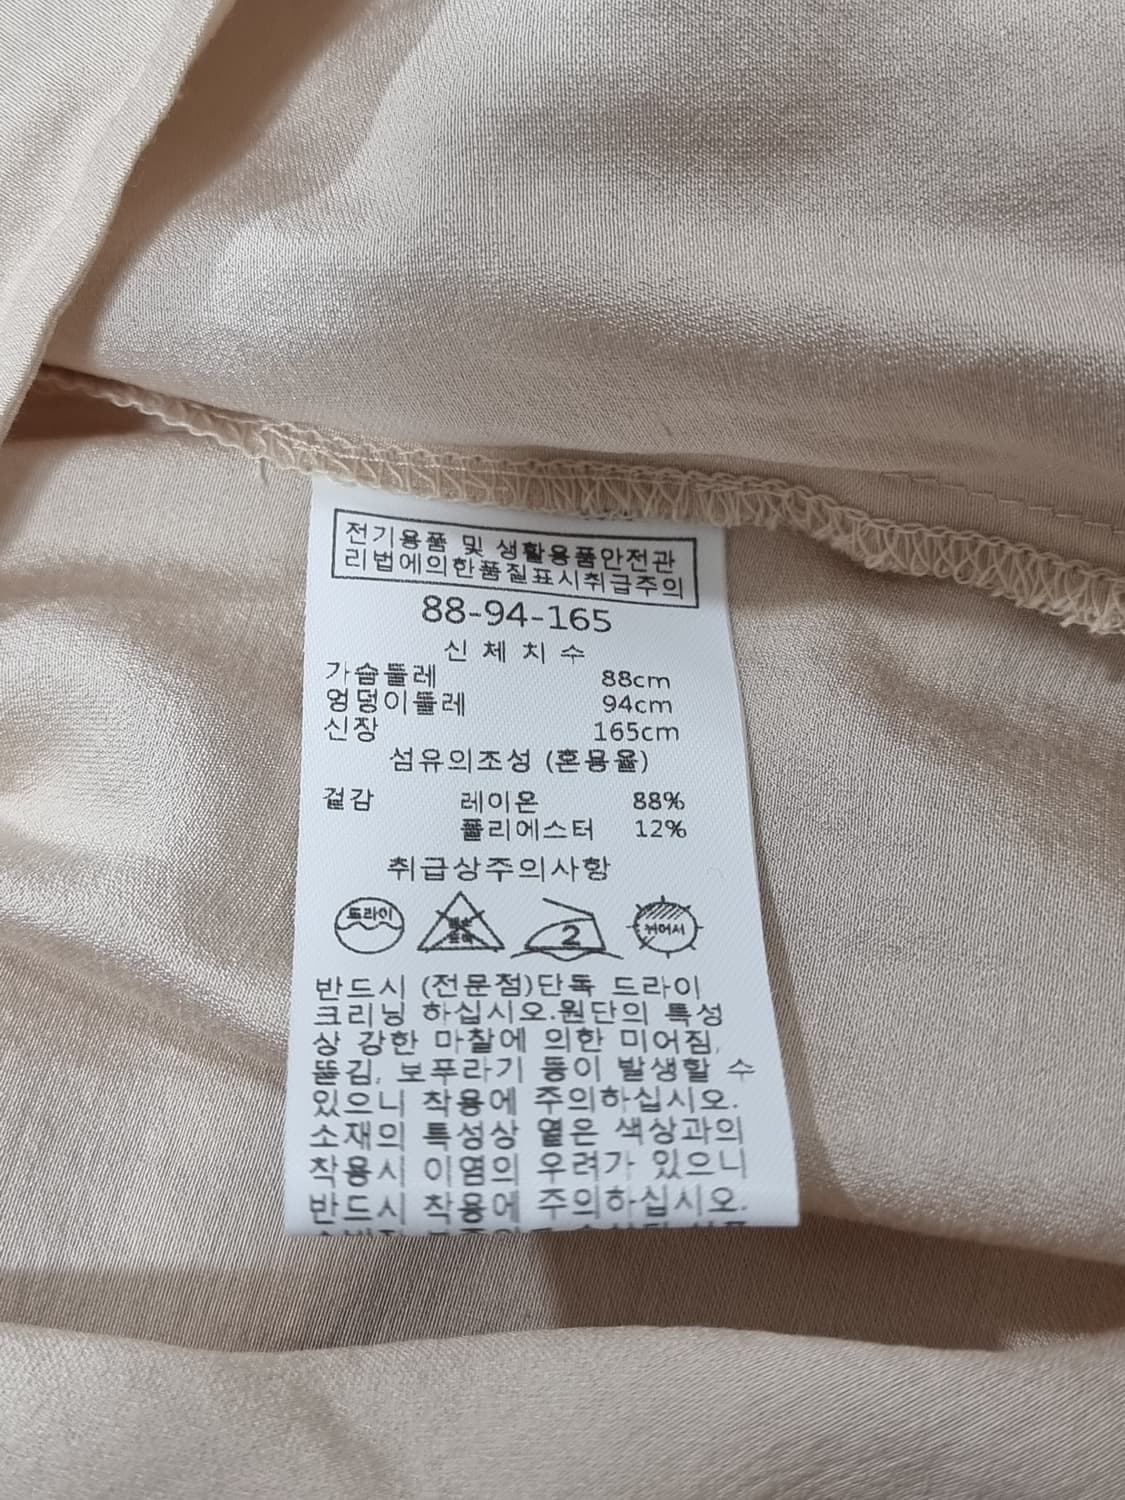 전기용품 및 생활용품안전관
리법에의한품질표시취급주의
88-94-165
신 체 치 수
가슴둘레 88cm
엉덩이둘레 94cm
신장 165cm
섬유의조성 (혼용율)
겉감 레이온 88%
폴리에스터 12%
취급상주의사항
드라이
2
뉘어서
반드시 (전문점)단독 드라이
크리닝 하십시오.원단의 특성
상 강한 마찰에 의한 미어짐,
뜯김, 보푸라기 등이 발생할 수
있으니 착용에 주의하십시오.
소재의 특성상 옅은 색상과의
착용시 이염의 우려가 있으니
반드시 착용에 주의하십시오.